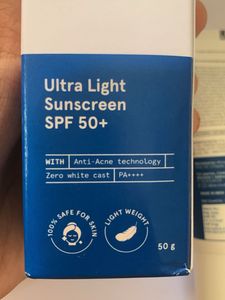 Ultra Light
Sunscreen
SPF 50+
WITH | Anti-Acne technology
Zero white cast | PA++++
100% SAFE FOR SKIN
LIGHT WEIGHT
50 g